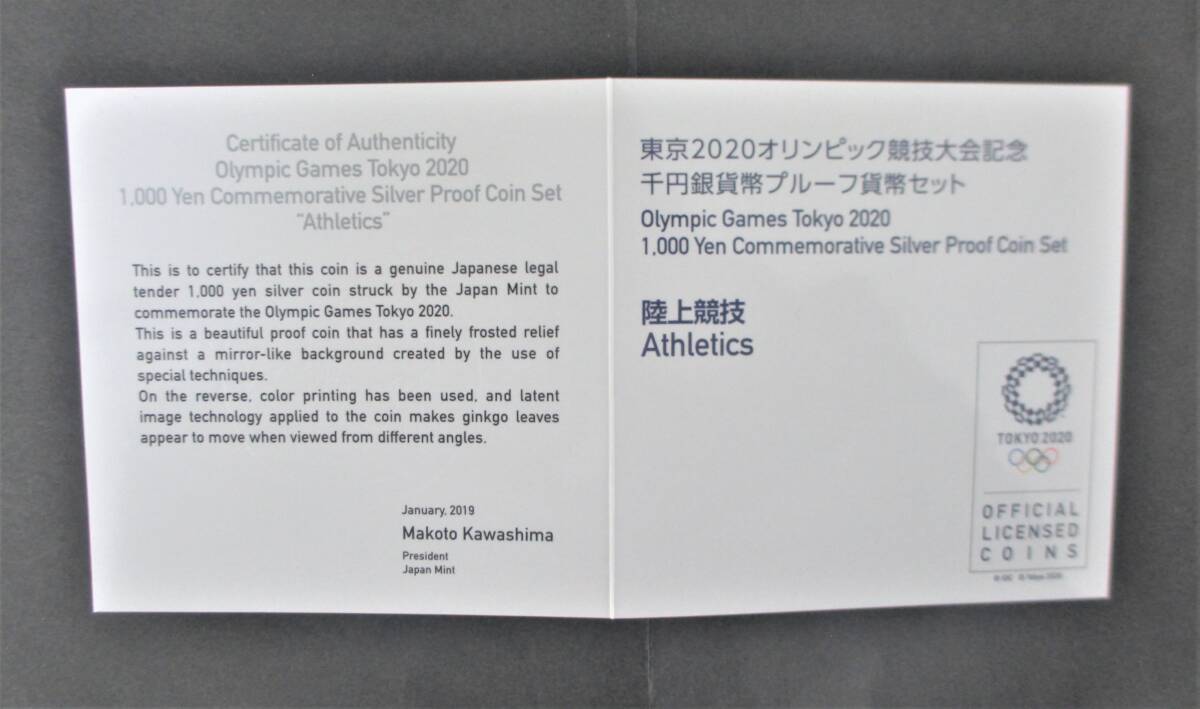 Certificate of Authenticity
Olympic Games Tokyo 2020
1,000 Yen Commemorative Silver Proof Coin Set
“Athletics”
This is to certify that this coin is a genuine Japanese legal
tender 1,000 yen silver coin struck by the Japan Mint to
commemorate the Olympic Games Tokyo 2020.
This is a beautiful proof coin that has a finely frosted relief
against a mirror-like background created by the use of
special techniques.
On the reverse, color printing has been used, and latent
image technology applied to the coin makes ginkgo leaves
appear to move when viewed from different angles.
January, 2019
Makoto Kawashima
President
Japan Mint
東京2020オリンピック競技大会記念
千円銀貨幣プルーフ貨幣セット
Olympic Games Tokyo 2020
1,000 Yen Commemorative Silver Proof Coin Set
陸上競技
Athletics
TOKYO 2020
OFFICIAL
LICENSED
COINS